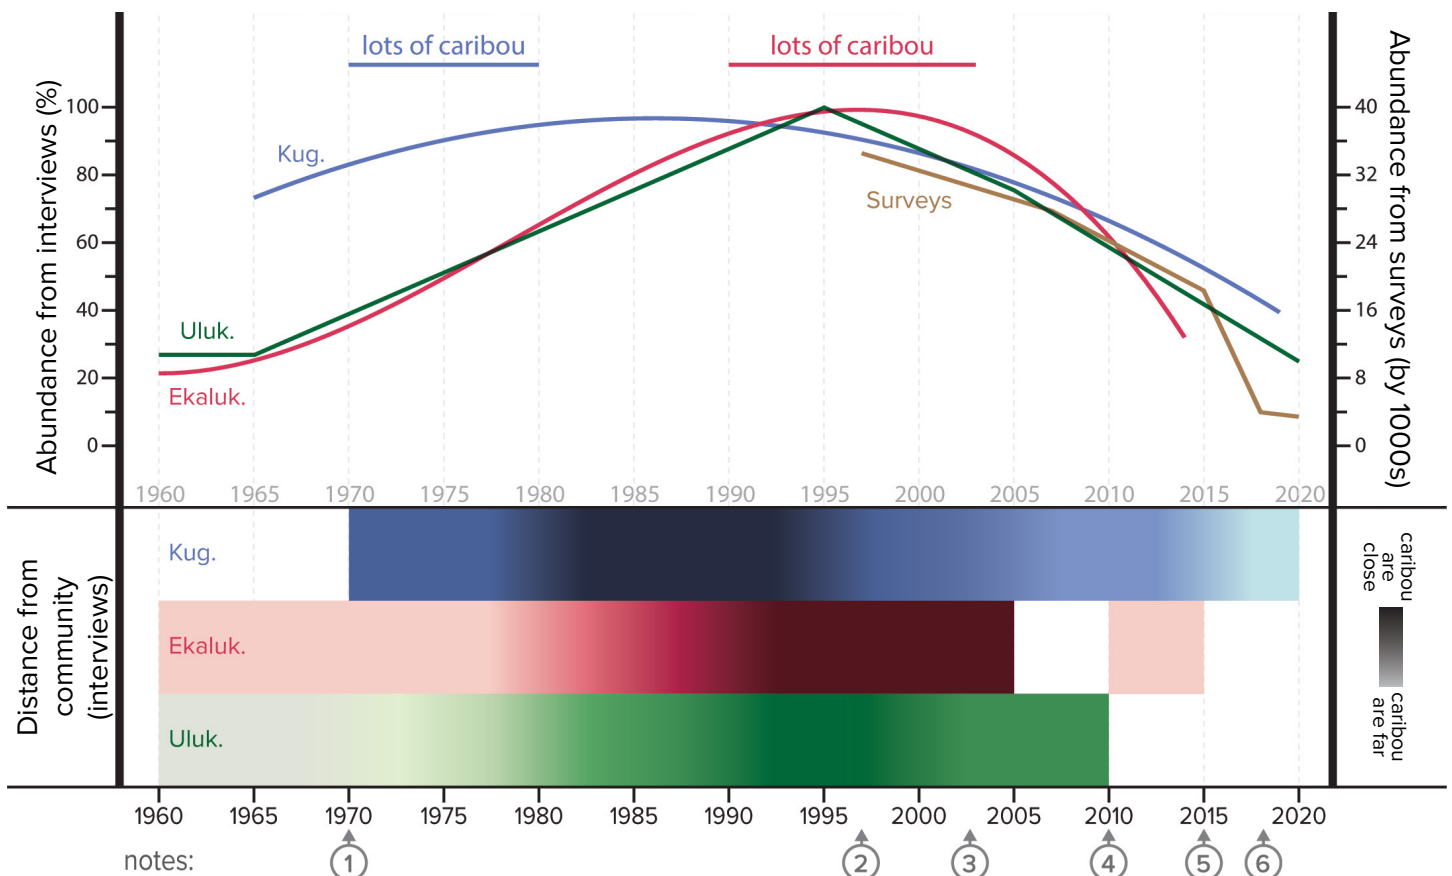 lots of caribou
lots of caribou
Abundance from interviews (%)
100
80
60
40
20
0
Kug.
Surveys
Uluk.
Ekaluk.
40
32
24
16
8
0
Abundance from surveys (by 1000s)
1960 1965 1970 1975 1980 1985 1990 1995 2000 2005 2010 2015 2020
Distance from
community
(interviews)
Kug.
Ekaluk.
Uluk.
caribou
are
close
caribou
are far
1960 1965 1970 1975 1980 1985 1990 1995 2000 2005 2010 2015 2020
notes: 1 2 3 4 5 6